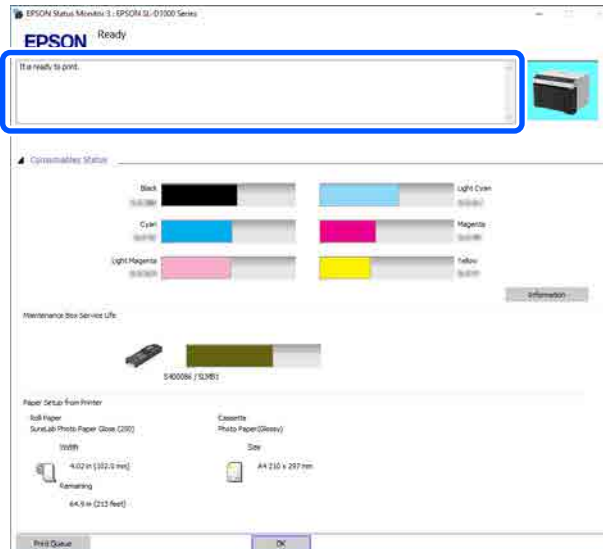 EPSON Status Monitor 3 : EPSON SL-D1000 Series
EPSON
Ready
It is ready to print.
Consumables Status
Black
Light Cyan
Cyan
Magenta
Light Magenta
Yellow
Information
Maintenance Box Service Life
S400086 / SLMB1
Paper Setup from Printer
Roll Paper
Cassette
SureLab Photo Paper Gloss (250)
Photo Paper(Glossy)
Width
Size
4.02 in (102.0 mm)
A4 210 x 297 mm
Remaining
64.9 m (213 feet)
Print Queue
OK